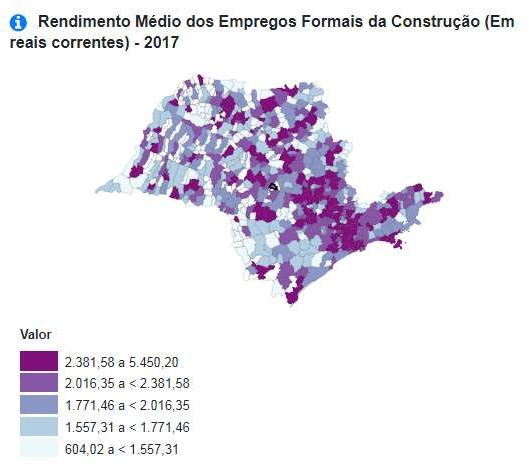 Rendimento Médio dos Empregos Formais da Construção (Em
reais correntes) - 2017
Valor
2.381,58 a 5.450,20
2.016,35 a < 2.381,58
1.771,46 a < 2.016,35
1.557,31 a < 1.771,46
604,02 a < 1.557,31